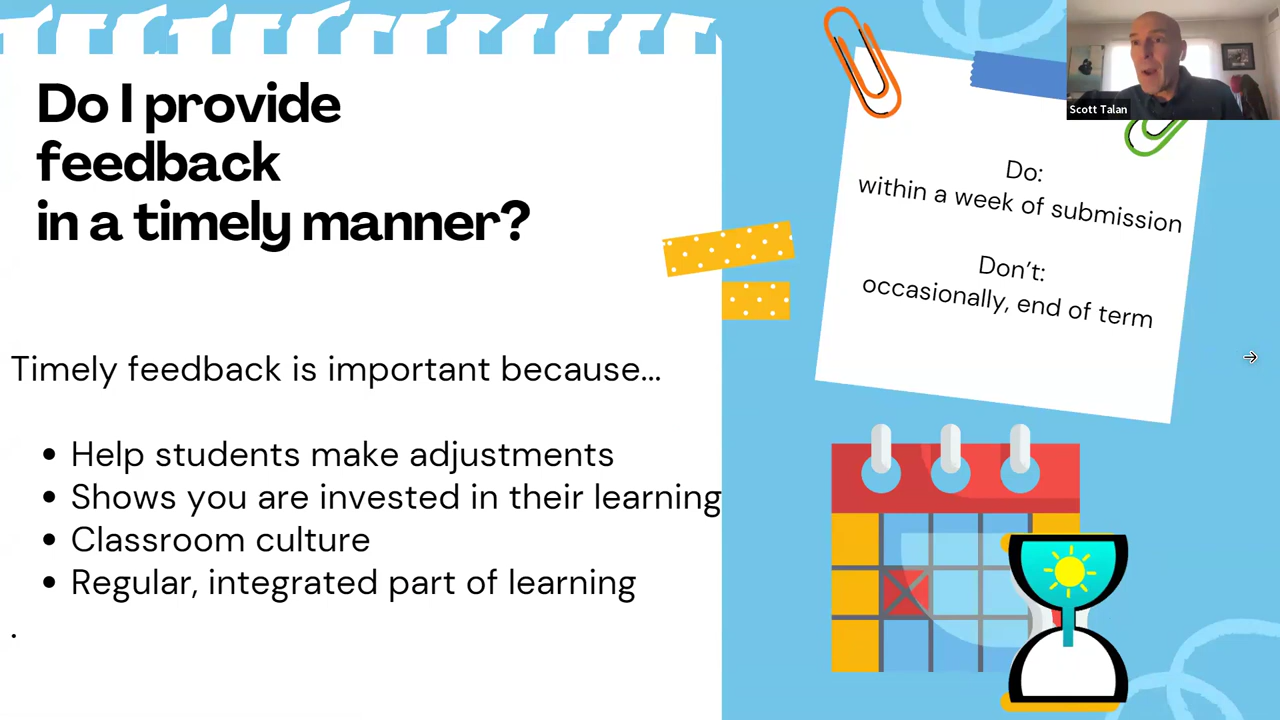 Do I provide
feedback
in a timely manner?
Timely feedback is important because...
• Help students make adjustments
• Shows you are invested in their learning
• Classroom culture
• Regular, integrated part of learning
.
Do:
within a week of submission
Don’t:
occasionally, end of term
Scott Talan